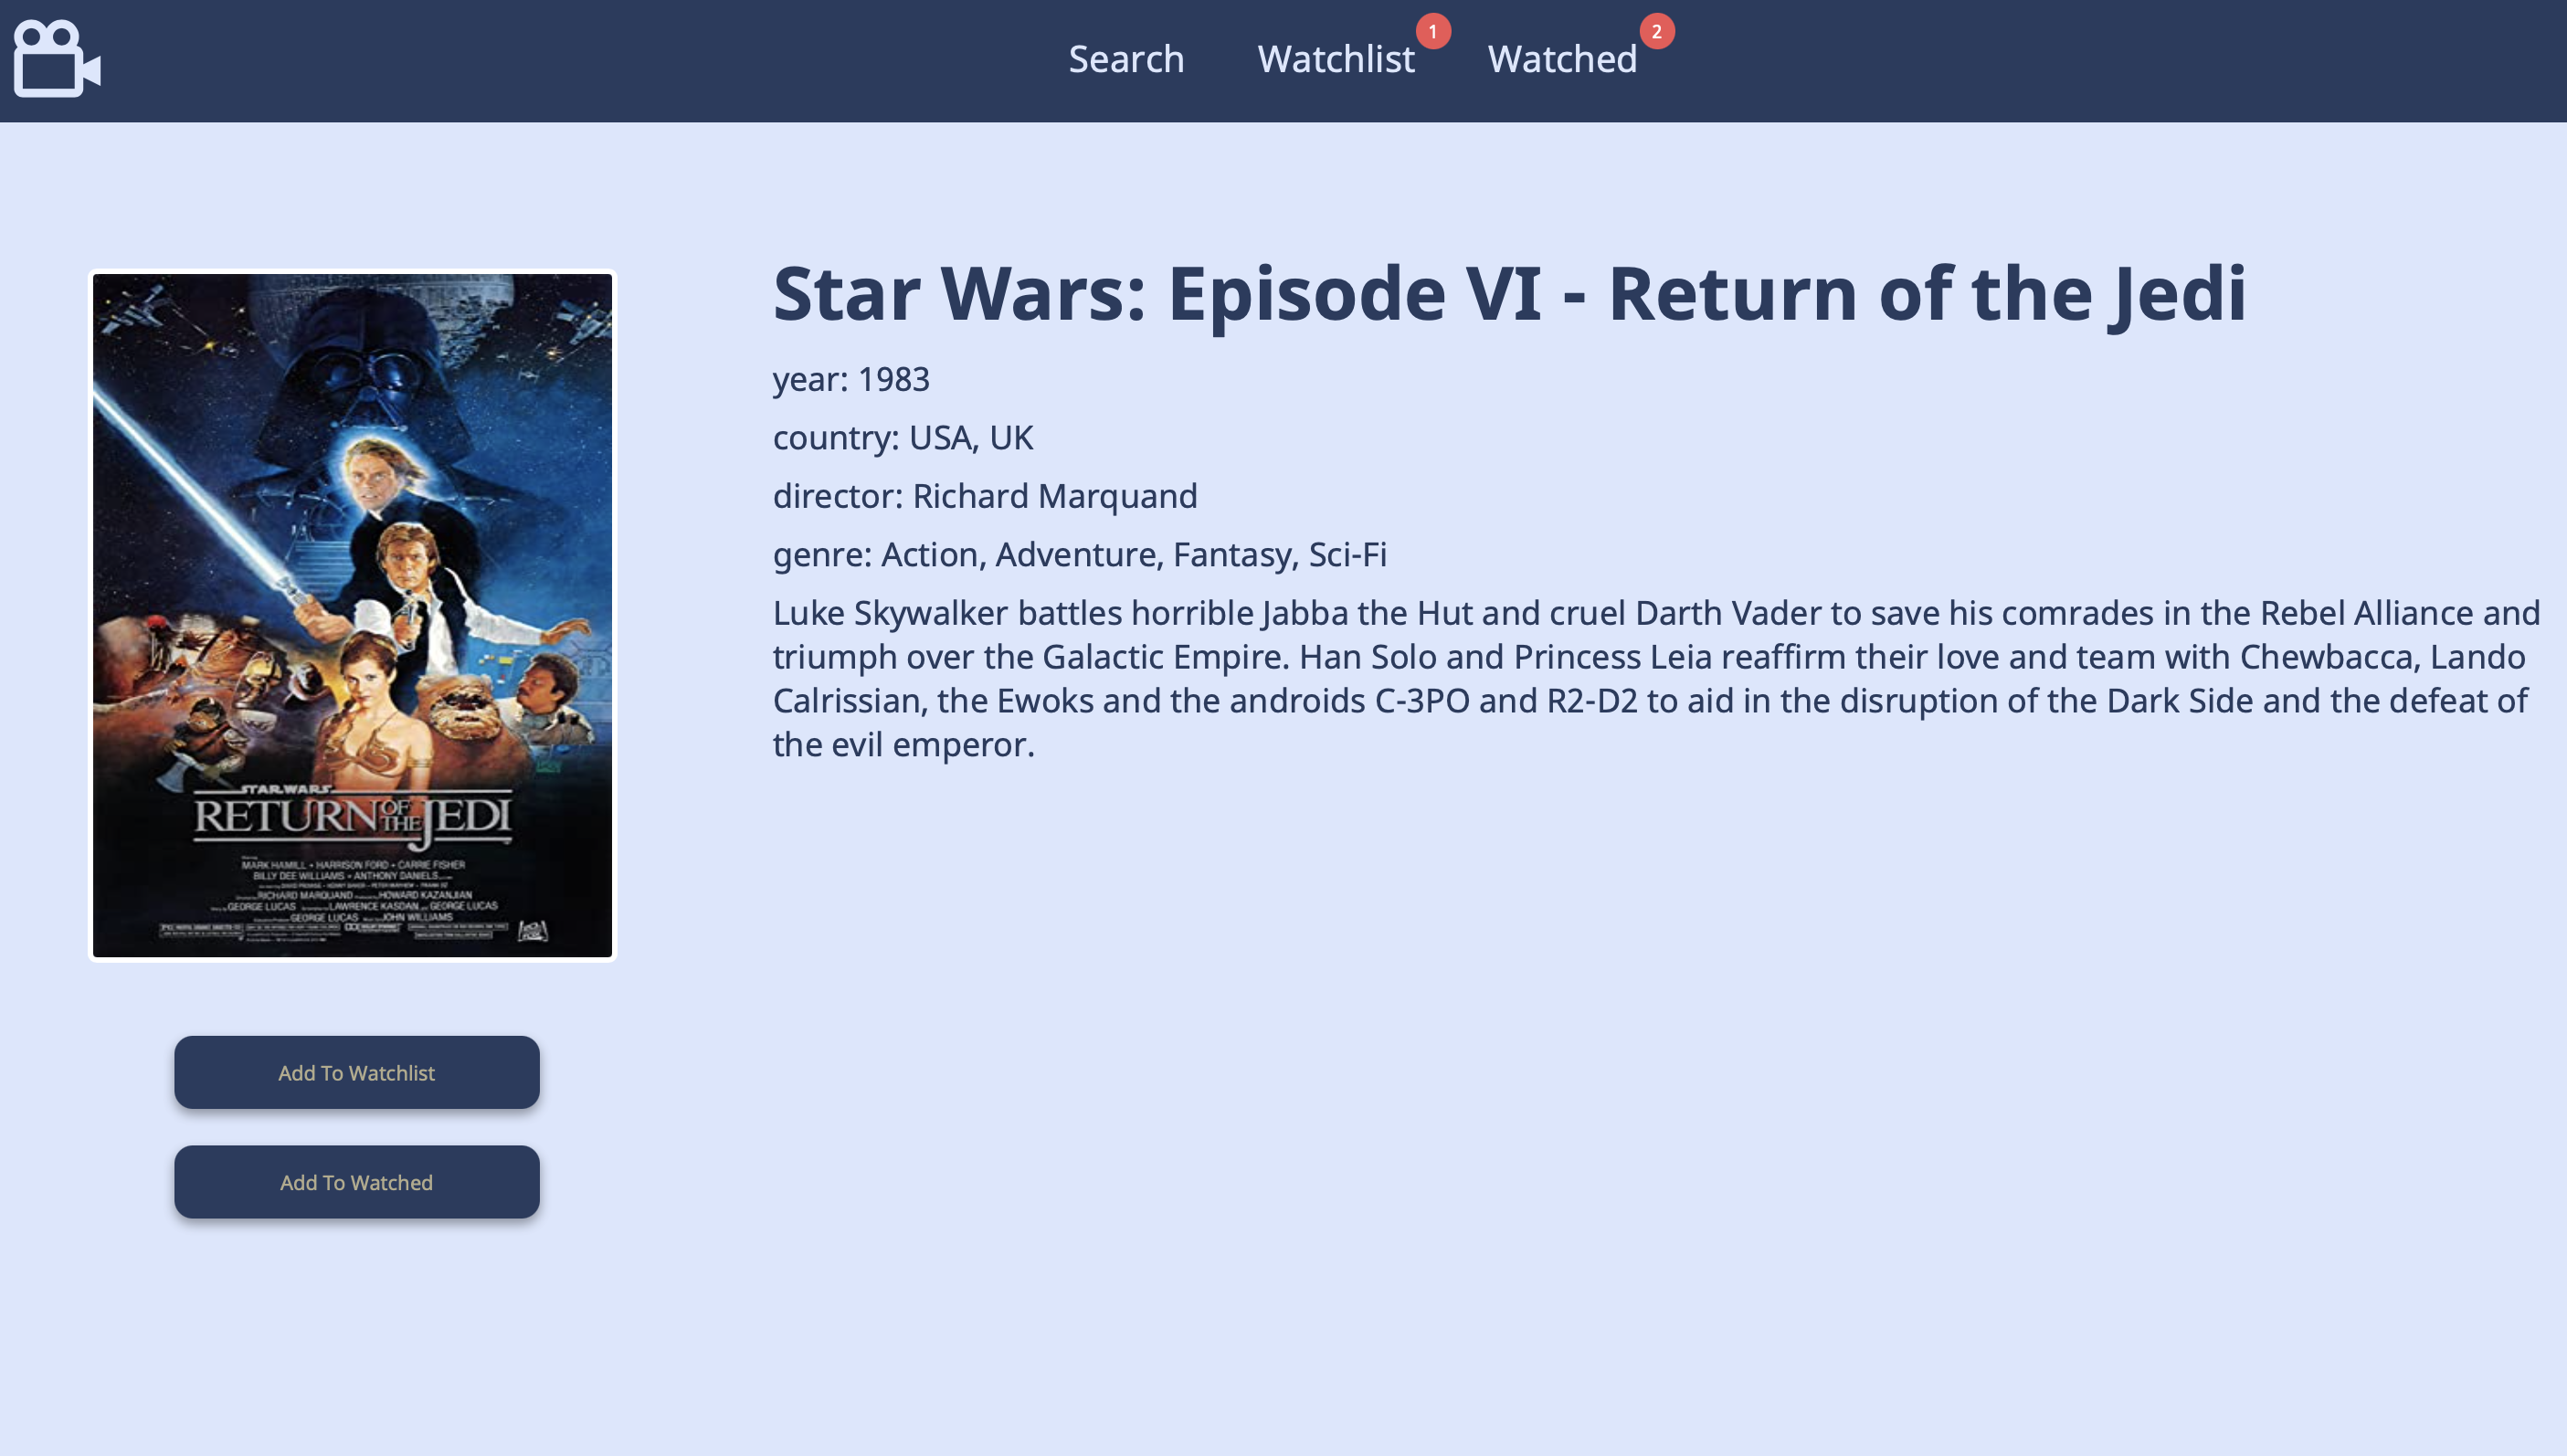 Search
Watchlist
1
Watched
2
Star Wars: Episode VI - Return of the Jedi
year: 1983
country: USA, UK
director: Richard Marquand
genre: Action, Adventure, Fantasy, Sci-Fi
Luke Skywalker battles horrible Jabba the Hut and cruel Darth Vader to save his comrades in the Rebel Alliance and
triumph over the Galactic Empire. Han Solo and Princess Leia reaffirm their love and team with Chewbacca, Lando
Calrissian, the Ewoks and the androids C-3PO and R2-D2 to aid in the disruption of the Dark Side and the defeat of
the evil emperor.
STAR WARS
RETURN OF THE JEDI
MARK HAMILL • HARRISON FORD • CARRIE FISHER
BILLY DEE WILLIAMS • ANTHONY DANIELS
RICHARD MARQUAND HOWARD KAZANJIAN
GEORGE LUCAS LAWRENCE KASDAN GEORGE LUCAS
GEORGE LUCAS JOHN WILLIAMS
Add To Watchlist
Add To Watched